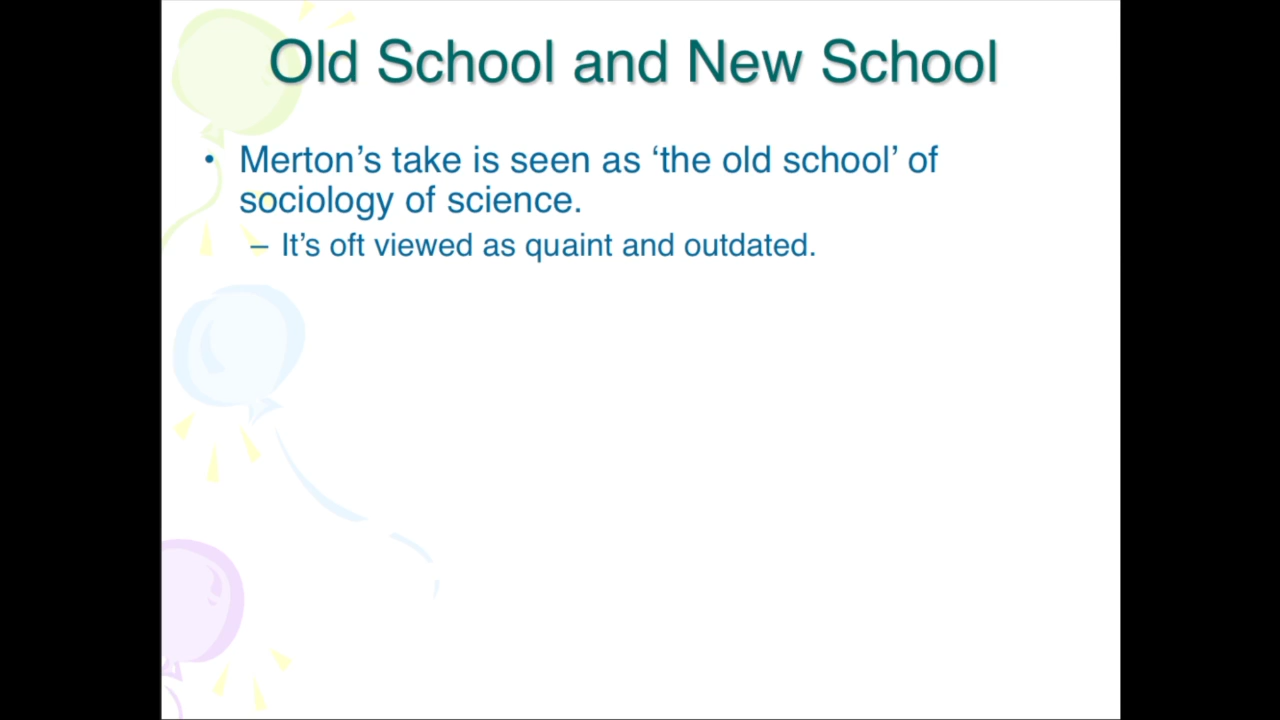 Old School and New School
• Merton’s take is seen as ‘the old school’ of
sociology of science.
– It’s oft viewed as quaint and outdated.